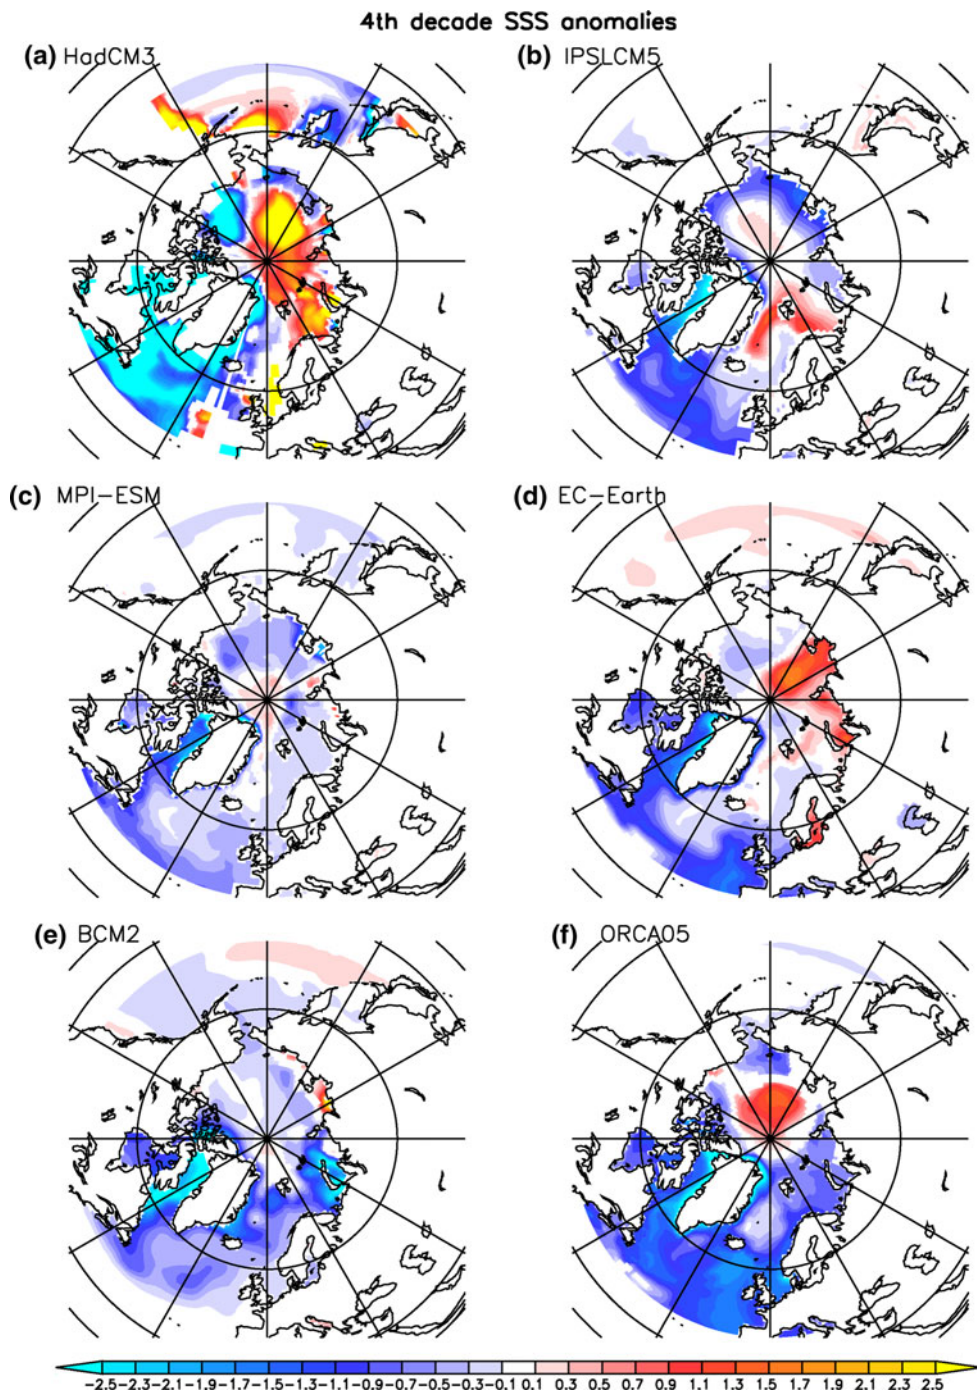 4th decade SSS anomalies
(a) HadCM3
(b) IPSLCM5
(c) MPI-ESM
(d) EC-Earth
(e) BCM2
(f) ORCA05
-2.5-2.3-2.1-1.9-1.7-1.5-1.3-1.1-0.9-0.7-0.5-0.3-0.1 0.1 0.3 0.7 0.9 1.1 1.3 1.5 1.7 1.9 2.1 2.3 2.5